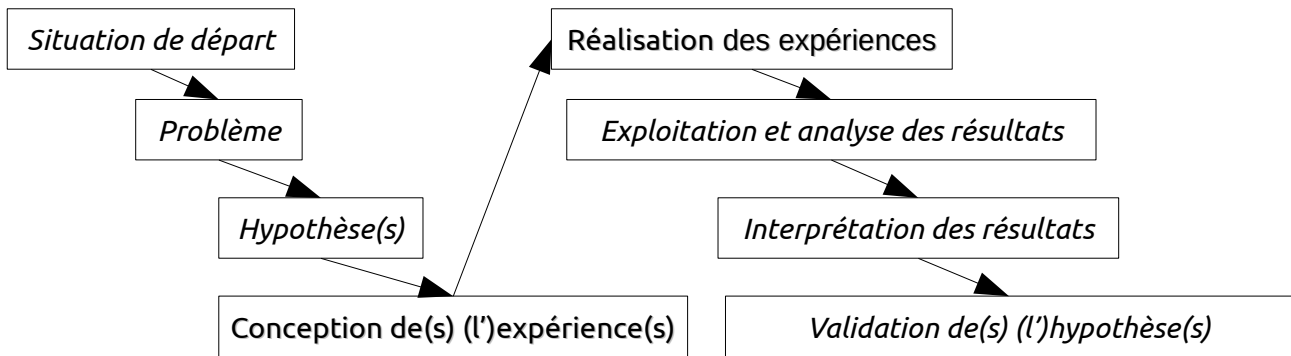 Situation de départ
Problème
Hypothèse(s)
Conception de(s) (l')expérience(s)
Réalisation des expériences
Exploitation et analyse des résultats
Interprétation des résultats
Validation de(s) (l')hypothèse(s)